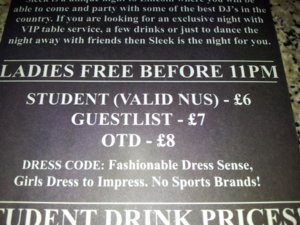 Sleek is a unique night to Lincoln where you will be
able to come and party with some of the best DJ's in the
country. If you are looking for an exclusive night with
VIP table service, a few drinks or just to dance the
night away with friends then Sleek is the night for you.
LADIES FREE BEFORE 11PM
STUDENT (VALID NUS) - £6
GUESTLIST - £7
OTD - £8
DRESS CODE: Fashionable Dress Sense,
Girls Dress to Impress. No Sports Brands!
STUDENT DRINK PRICES